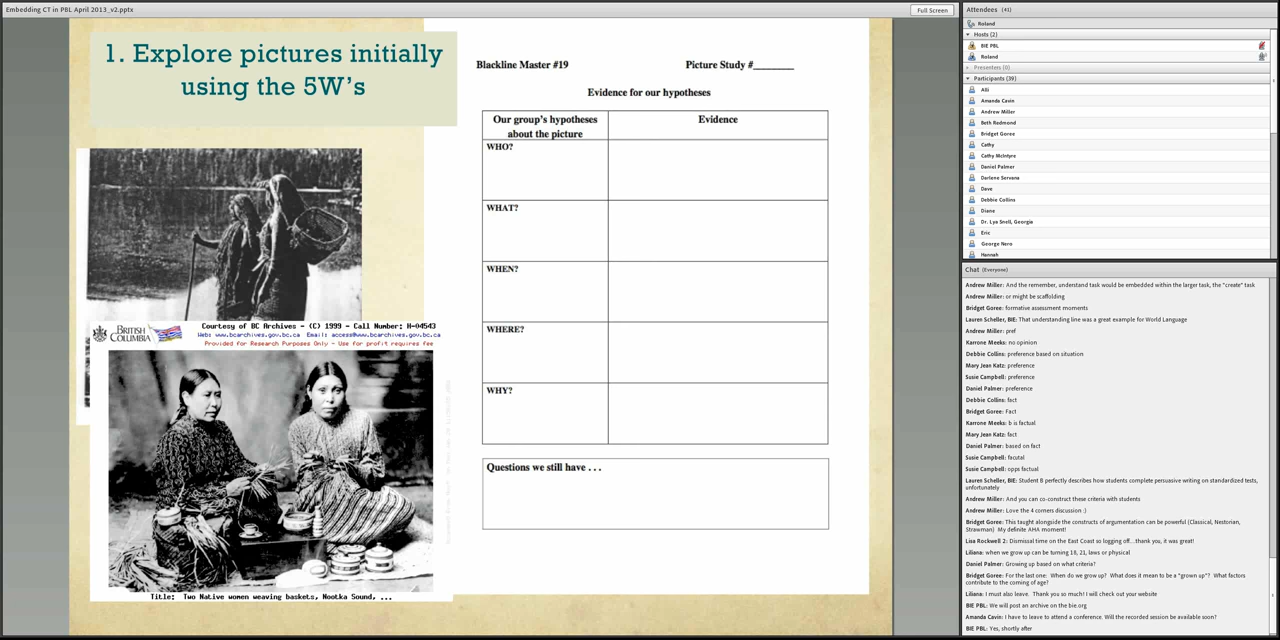 Embedding CT in PBL April 2013_v2.pptx
Full Screen
1. Explore pictures initially
using the 5W's
Blackline Master #19
Picture Study #________
Evidence for our hypotheses
Our group's hypotheses
about the picture
Evidence
WHO?
WHAT?
WHEN?
WHERE?
WHY?
Questions we still have . . .
BRITISH
COLUMBIA
Courtesy of BC Archives - (C) 1999 - Call Number: H-04543
Web: www.bcarchives.gov.bc.ca Email: access@www.bcarchives.gov.bc.ca
Provided for Research Purposes Only - Use for profit requires fee
Title: Two Native women weaving baskets, Nootka Sound, ...
Attendees (41)
Roland
Hosts (2)
BIE PBL
Roland
Presenters (0)
Participants (39)
Alli
Amanda Cavin
Andrew Miller
Beth Redmond
Bridget Goree
Cathy
Cathy McIntyre
Daniel Palmer
Darlene Servana
Dave
Debbie Collins
Diane
Dr. Lya Snell, Georgia
Eric
George Nero
Hannah
Chat (Everyone)
Andrew Miller: And the remember, understand task would be embedded within the larger task, the "create" task
Andrew Miller: or might be scaffolding
Bridget Goree: formative assessment moments
Lauren Scheller, BIE: That understanding line was a great example for World Language
Andrew Miller: pref
Karrone Meeks: no opinion
Debbie Collins: preference based on situation
Mary Jean Katz: preference
Susie Campbell: preference
Daniel Palmer: preference
Debbie Collins: fact
Bridget Goree: Fact
Karrone Meeks: b is factual
Mary Jean Katz: fact
Daniel Palmer: based on fact
Susie Campbell: facutal
Susie Campbell: opps factual
Lauren Scheller, BIE: Student B perfectly describes how students complete persuasive writing on standardized tests,
unfortunately
Andrew Miller: And you can co-construct these criteria with students
Andrew Miller: Love the 4 corners discussion :)
Bridget Goree: This taught alongside the constructs of argumentation can be powerful (Classical, Nestorian,
Strawman) My definite AHA moment!
Lisa Rockwell 2: Dismissal time on the East Coast so logging off...thank you, it was great!
Liliana: when we grow up can be turning 18, 21, laws or physical
Daniel Palmer: Growing up based on what criteria?
Bridget Goree: For the last one: When do we grow up? What does it mean to be a "grown up"? What factors
contribute to the coming of age?
Liliana: I must also leave. Thank you so much! I will check out your website
BIE PBL: We will post an archive on the bie.org
Amanda Cavin: I have to leave to attend a conference. Will the recorded session be available soon?
BIE PBL: Yes, shortly after